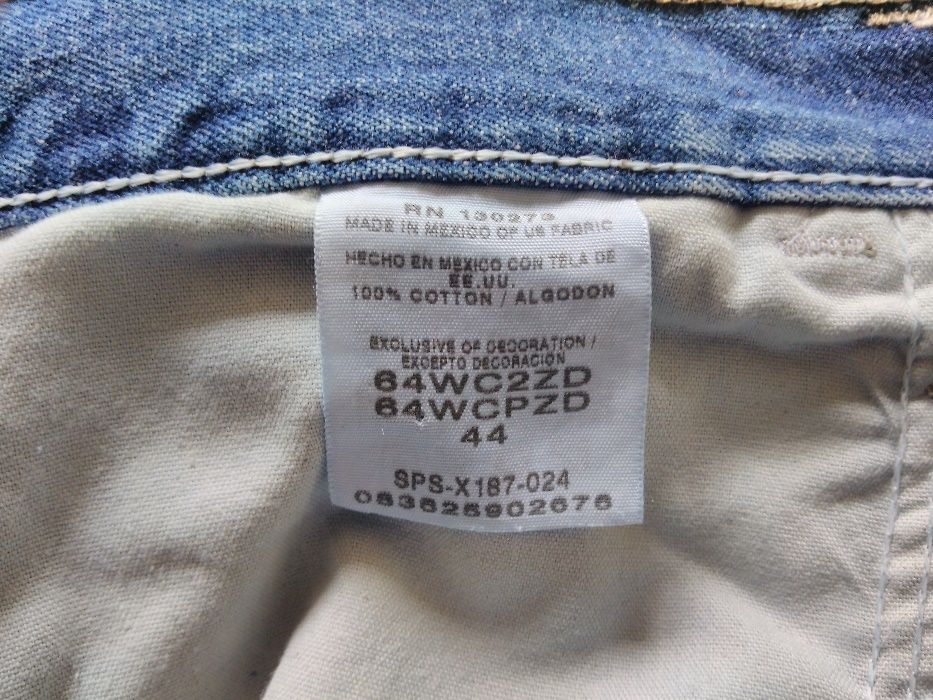 RN 130273
MADE IN MEXICO OF US FABRIC
HECHO EN MEXICO CON TELA DE
EE.UU.
100% COTTON / ALGODON
EXCLUSIVE OF DECORATION /
EXCEPTO DECORACION
64WC2ZD
64WCPZD
44
SPS-X187-024
083626902676